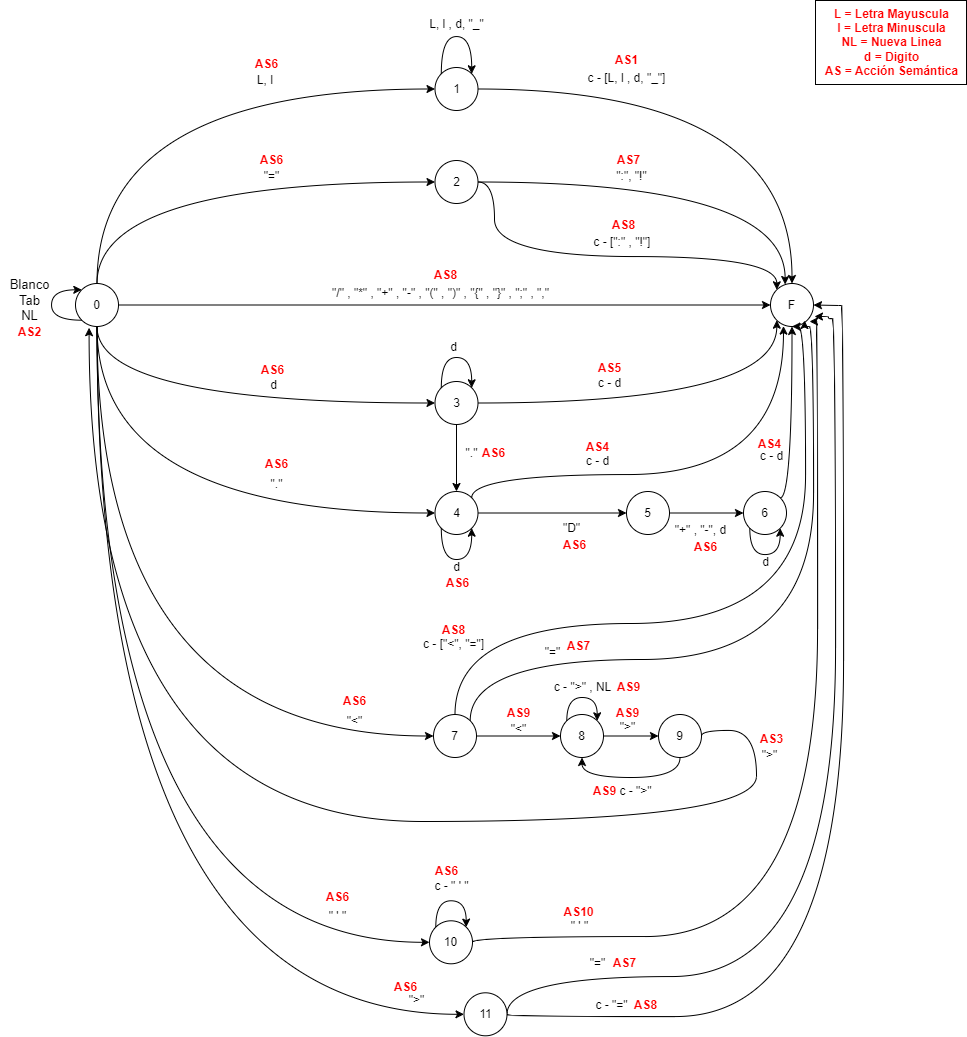 L = Letra Mayuscula
l = Letra Minuscula
NL = Nueva Linea
d = Digito
AS = Acción Semántica
L, l , d, "_"
AS6
L, l
1
AS1
c - [L, l , d, "_"]
AS6
"="
2
AS7
":", "!"
AS8
c - [":" , "!"]
Blanco
Tab
NL
AS2
0
AS8
"/" , "*" , "+" , "-" , "(" , ")" , "{" , "}" , ";" , ","
F
AS6
d
d
3
AS5
c - d
"." AS6
AS6
"."
4
d
AS6
AS4
c - d
"D"
AS6
5
"+" , "-", d
AS6
6
d
AS4
c - d
AS6
"<"
7
AS8
c - ["<", "="]
"=" AS7
AS9
"<"
c - ">" , NL AS9
8
AS9
">"
9
AS9 c - ">"
AS3
">"
AS6
" ' "
AS6
c - " ' "
10
AS10
" ' "
AS6
">"
11
"=" AS7
c - "=" AS8